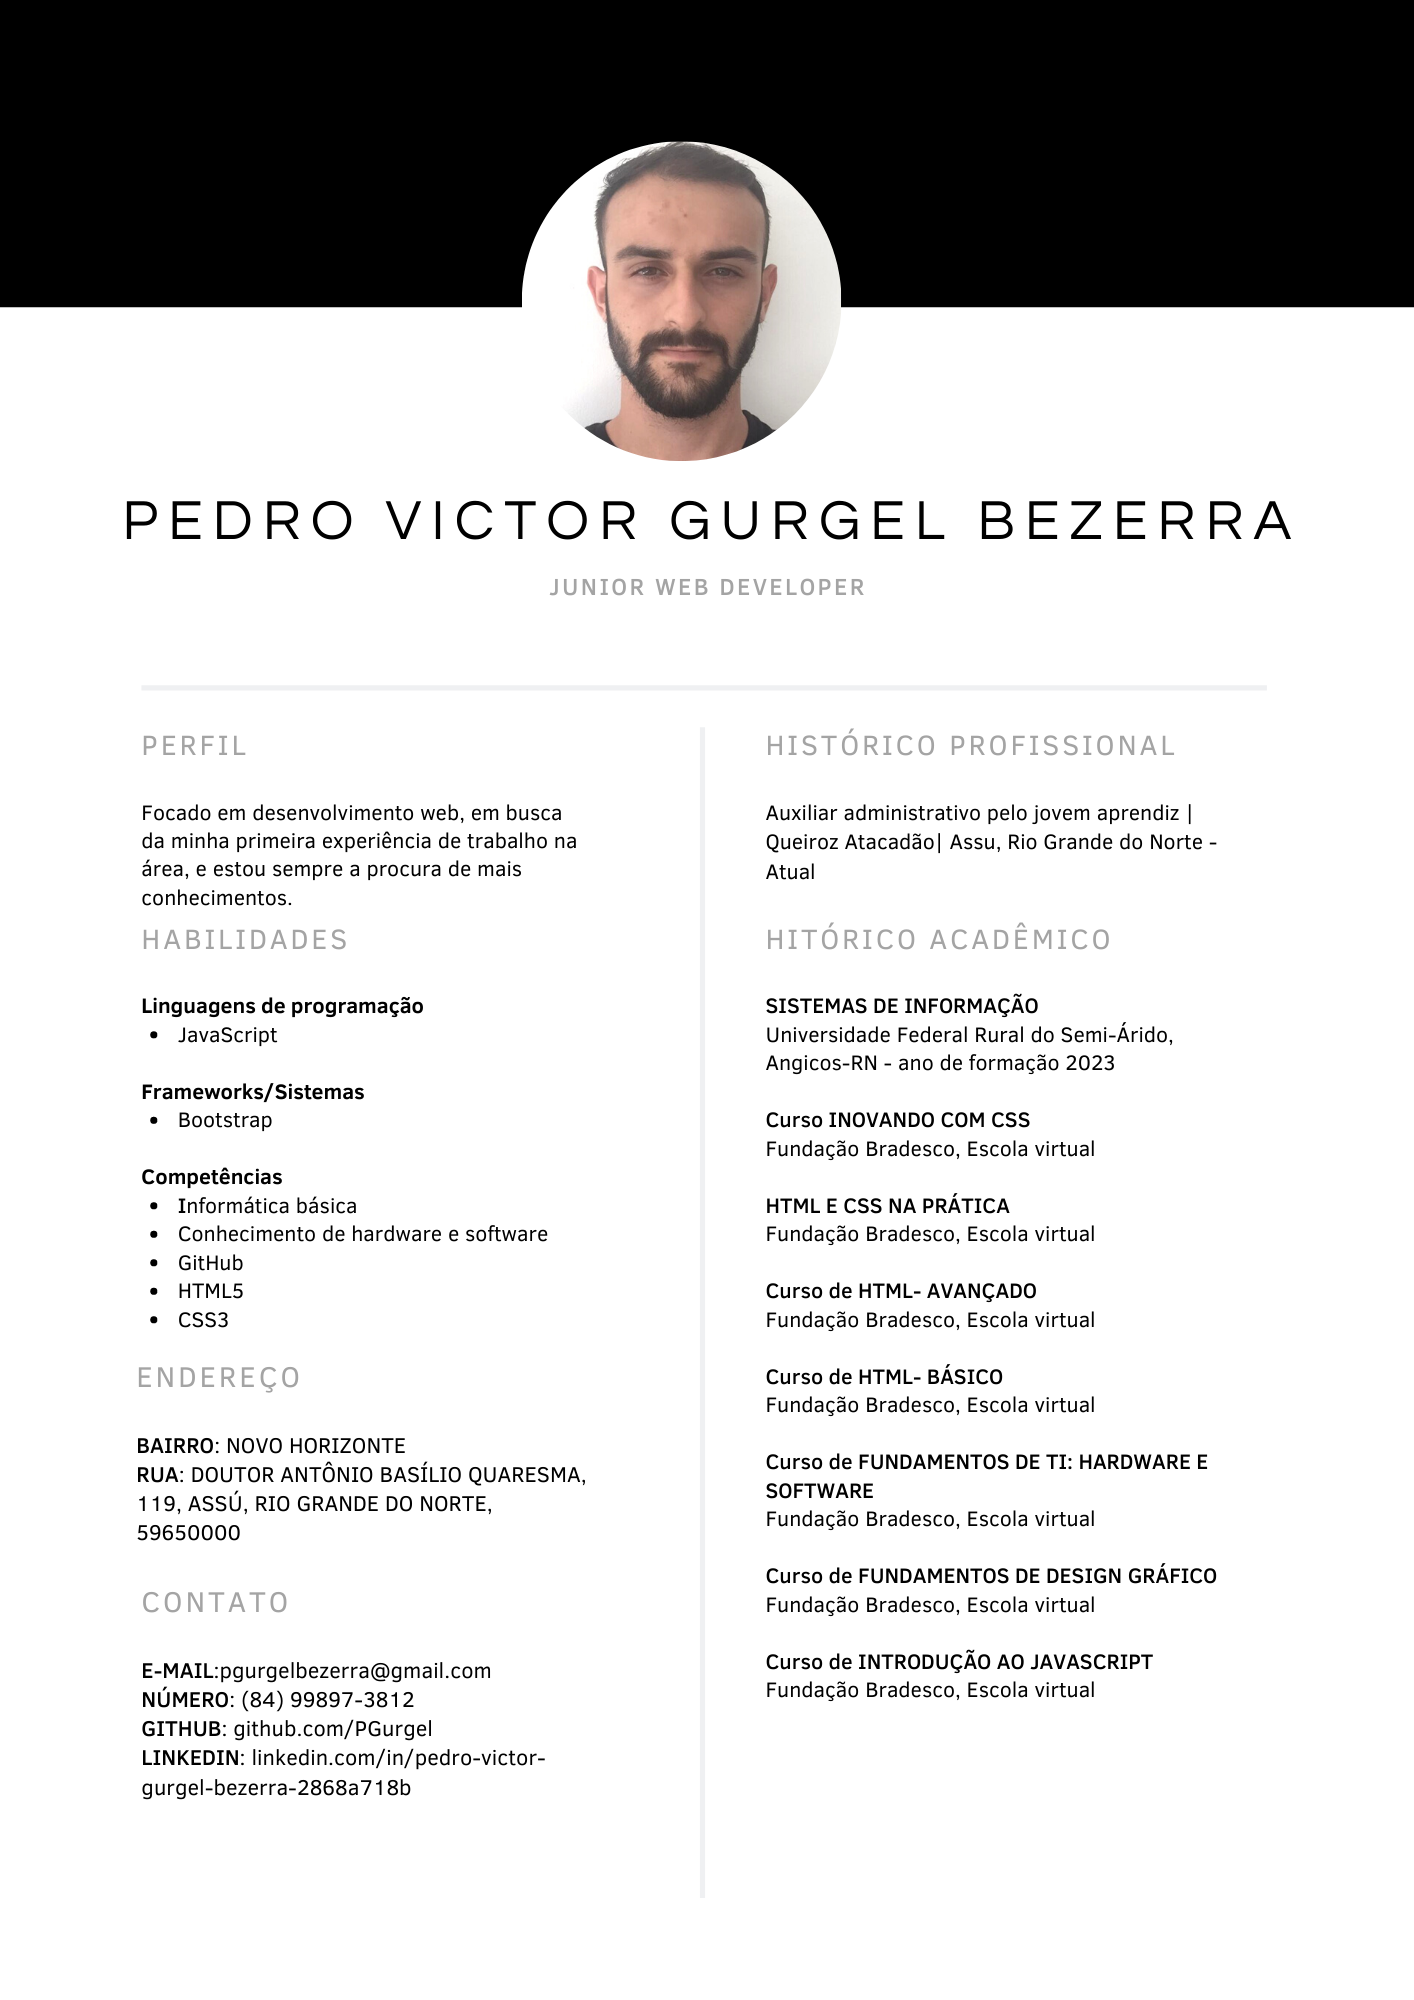 PEDRO VICTOR GURGEL BEZERRA
JUNIOR WEB DEVELOPER
PERFIL
Focado em desenvolvimento web, em busca
da minha primeira experiência de trabalho na
área, e estou sempre a procura de mais
conhecimentos.
HABILIDADES
Linguagens de programação
• JavaScript
Frameworks/Sistemas
• Bootstrap
Competências
• Informática básica
• Conhecimento de hardware e software
• GitHub
• HTML5
• CSS3
ENDEREÇO
BAIRRO: NOVO HORIZONTE
RUA: DOUTOR ANTÔNIO BASÍLIO QUARESMA,
119, ASSÚ, RIO GRANDE DO NORTE,
59650000
CONTATO
E-MAIL:pgurgelbezerra@gmail.com
NÚMERO: (84) 99897-3812
GITHUB: github.com/PGurgel
LINKEDIN: linkedin.com/in/pedro-victor-
gurgel-bezerra-2868a718b
HISTÓRICO PROFISSIONAL
Auxiliar administrativo pelo jovem aprendiz |
Queiroz Atacadão| Assu, Rio Grande do Norte -
Atual
HITÓRICO ACADÊMICO
SISTEMAS DE INFORMAÇÃO
Universidade Federal Rural do Semi-Árido,
Angicos-RN - ano de formação 2023
Curso INOVANDO COM CSS
Fundação Bradesco, Escola virtual
HTML E CSS NA PRÁTICA
Fundação Bradesco, Escola virtual
Curso de HTML- AVANÇADO
Fundação Bradesco, Escola virtual
Curso de HTML- BÁSICO
Fundação Bradesco, Escola virtual
Curso de FUNDAMENTOS DE TI: HARDWARE E
SOFTWARE
Fundação Bradesco, Escola virtual
Curso de FUNDAMENTOS DE DESIGN GRÁFICO
Fundação Bradesco, Escola virtual
Curso de INTRODUÇÃO AO JAVASCRIPT
Fundação Bradesco, Escola virtual